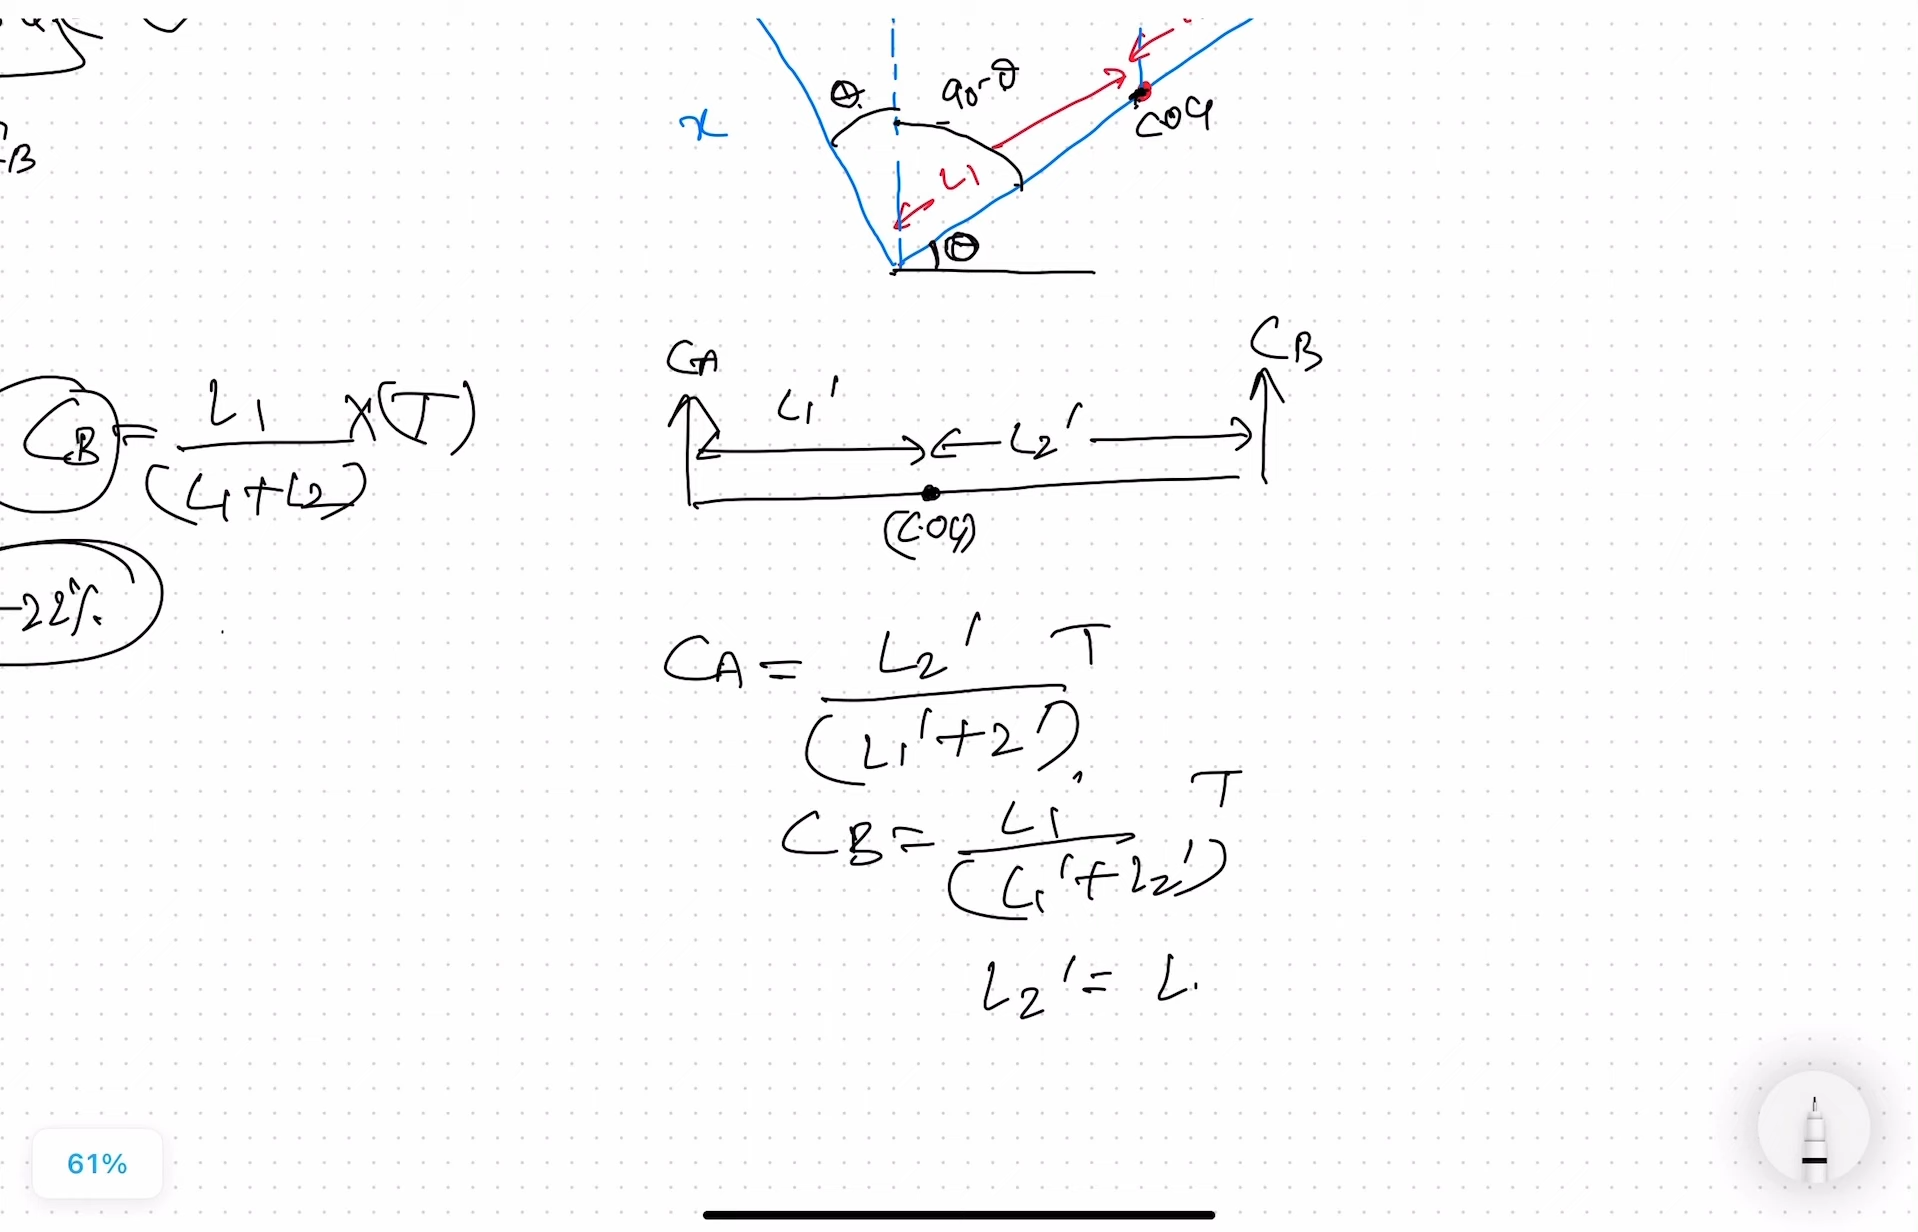 -B
x
θ
90-θ
COG
L1
θ
CA
CB
L1'
L2'
(COG)
CB = L1 / (L1+L2) X(T)
-22%
CA = L2' T / (L1'+2')
CB = L1' T / (L1'+L2')
L2' = L.
61%